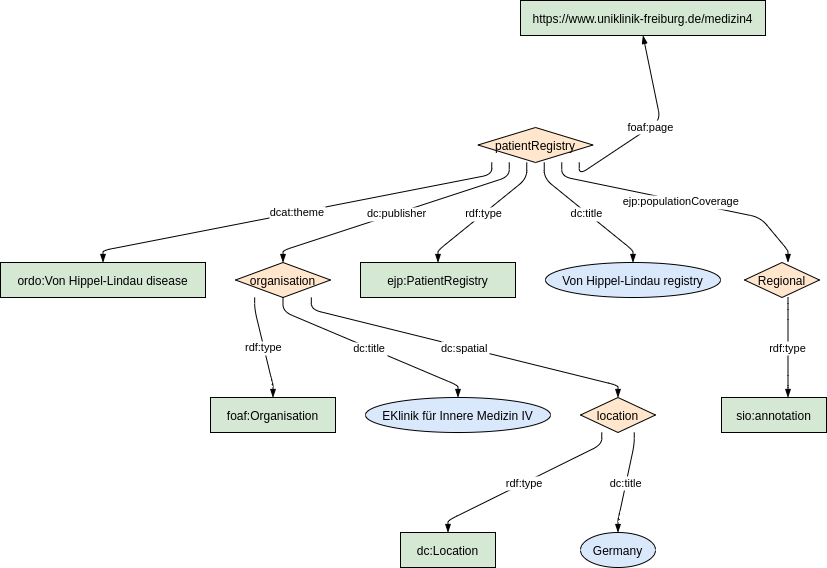 https://www.uniklinik-freiburg.de/medizin4
foaf:page
patientRegistry
ejp:populationCoverage
dcat:theme
dc:publisher
rdf:type
dc:title
ordo:Von Hippel-Lindau disease
organisation
ejp:PatientRegistry
Von Hippel-Lindau registry
Regional
rdf:type
dc:title
dc:spatial
rdf:type
foaf:Organisation
EKlinik für Innere Medizin IV
location
sio:annotation
rdf:type
dc:title
dc:Location
Germany